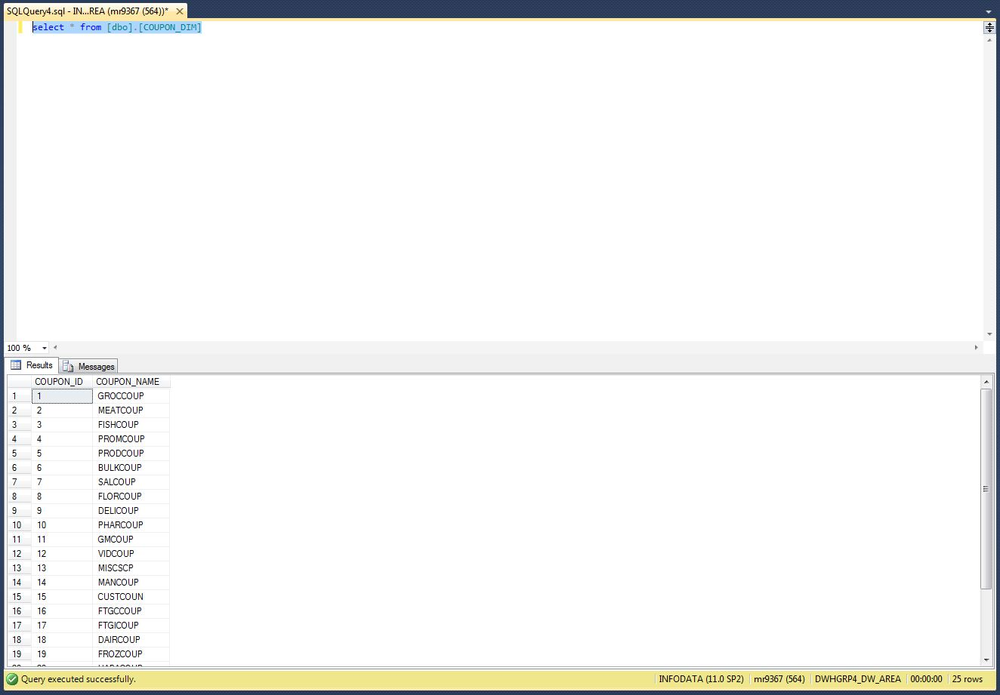 SQLQuery4.sql - IN...REA (mr9367 (564))*
select * from [dbo].[COUPON_DIM]
100 %
Results Messages
COUPON_ID COUPON_NAME
1 1 GROCCOUP
2 2 MEATCOUP
3 3 FISHCOUP
4 4 PROMCOUP
5 5 PRODCOUP
6 6 BULKCOUP
7 7 SALCOUP
8 8 FLORCOUP
9 9 DELICOUP
10 10 PHARCOUP
11 11 GMCOUP
12 12 VIDCOUP
13 13 MISCSCP
14 14 MANCOUP
15 15 CUSTCOUN
16 16 FTGCCOUP
17 17 FTGICOUP
18 18 DAIRCOUP
19 19 FROZCOUP
Query executed successfully. INFODATA (11.0 SP2) mr9367 (564) DWHGRP4_DW_AREA 00:00:00 25 rows